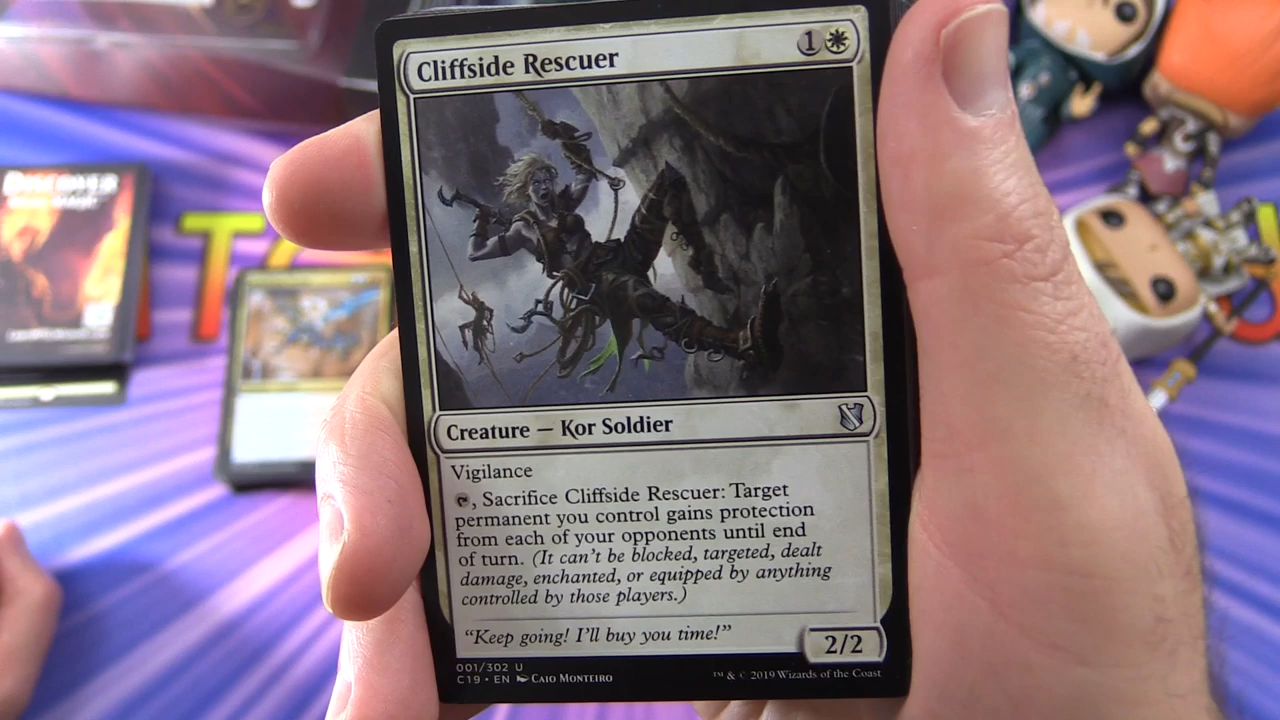 Cliffside Rescuer 1
Creature — Kor Soldier
Vigilance
, Sacrifice Cliffside Rescuer: Target
permanent you control gains protection
from each of your opponents until end
of turn. (It can't be blocked, targeted, dealt
damage, enchanted, or equipped by anything
controlled by those players.)
"Keep going! I'll buy you time!"
2/2
001/302 U
C19 • EN Caio Monteiro
™ & © 2019 Wizards of the Coast
DISCOVER